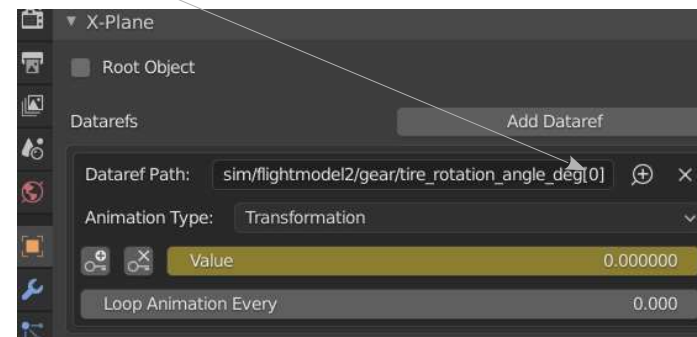 X-Plane
Root Object
Datarefs Add Dataref
Dataref Path: sim/flightmodel2/gear/tire_rotation_angle_deg[0]
Animation Type: Transformation
Value 0.000000
Loop Animation Every 0.000